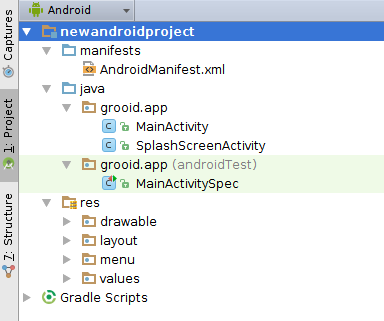 Android
newandroidproject
manifests
AndroidManifest.xml
java
grooid.app
MainActivity
SplashScreenActivity
grooid.app (androidTest)
MainActivitySpec
res
drawable
layout
menu
values
Gradle Scripts
Captures
1: Project
7: Structure